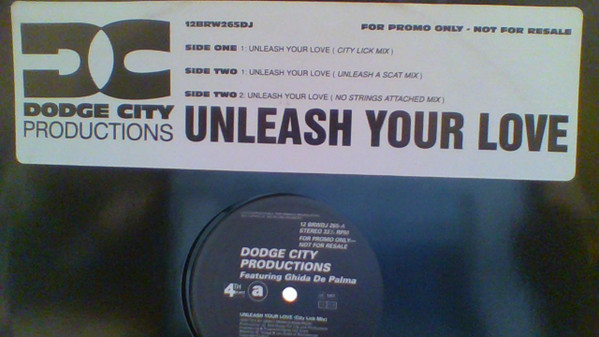 12BRW265DJ
FOR PROMO ONLY - NOT FOR RESALE
SIDE ONE 1: UNLEASH YOUR LOVE ( CITY LICK MIX )
SIDE TWO 1: UNLEASH YOUR LOVE ( UNLEASH A SCAT MIX )
SIDE TWO 2: UNLEASH YOUR LOVE ( NO STRINGS ATTACHED MIX )
DC
DODGE CITY
PRODUCTIONS
UNLEASH YOUR LOVE
12 BRWDJ 265-A
STEREO 33⅓ RPM
FOR PROMO ONLY—
NOT FOR RESALE
DODGE CITY
PRODUCTIONS
Featuring Ghida De Palma
4TH
a
UNLEASH YOUR LOVE (City Lick Mix)